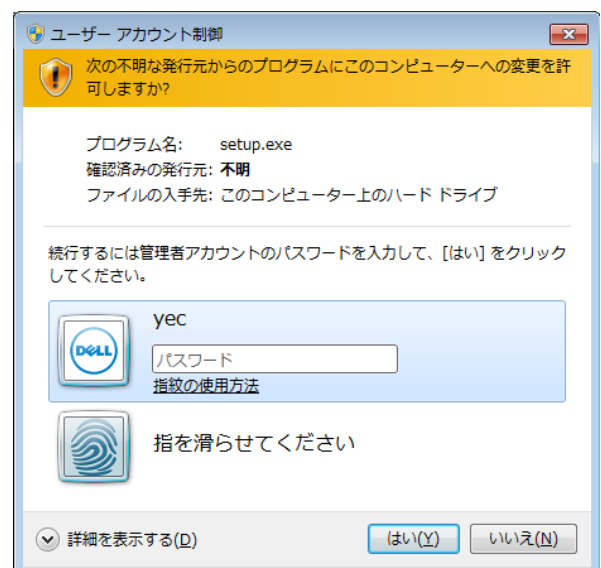 ユーザー アカウント制御
次の不明な発行元からのプログラムにこのコンピューターへの変更を許
可しますか?
プログラム名: setup.exe
確認済みの発行元: 不明
ファイルの入手先: このコンピューター上のハード ドライブ
続行するには管理者アカウントのパスワードを入力して、[はい] をクリック
してください。
yec
DELL
パスワード
指紋の使用方法
指を滑らせてください
詳細を表示する(D)
はい(Y)
いいえ(N)